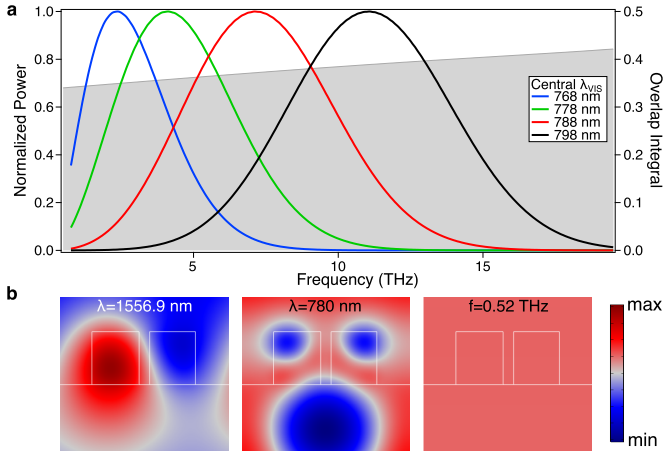 a
Normalized Power
1.0
0.8
0.6
0.4
0.2
0.0
5
10
15
Frequency (THz)
0.5
0.4
0.3
0.2
0.1
0.0
Overlap Integral
Central λVIS
768 nm
778 nm
788 nm
798 nm
b
λ=1556.9 nm
λ=780 nm
f=0.52 THz
max
min